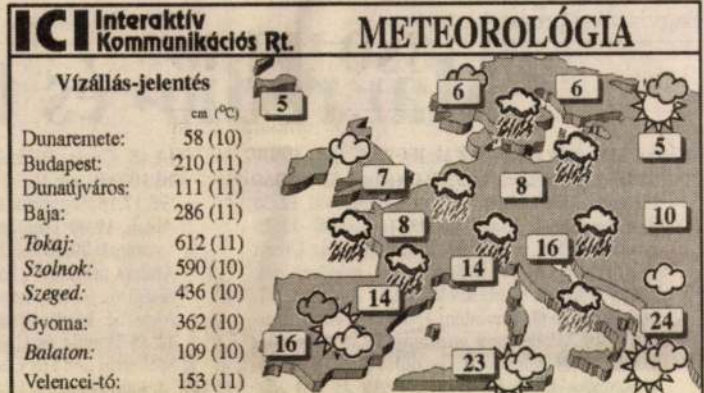 ICI Interaktív
Kommunikációs Rt.
METEOROLÓGIA
Vízállás-jelentés
cm (°C)
Dunaremete: 58 (10)
Budapest: 210 (11)
Dunaújváros: 111 (11)
Baja: 286 (11)
Tokaj: 612 (11)
Szolnok: 590 (10)
Szeged: 436 (10)
Gyoma: 362 (10)
Balaton: 109 (10)
Velencei-tó: 153 (11)
5
6
6
5
7
8
8
10
16
14
14
16
24
23